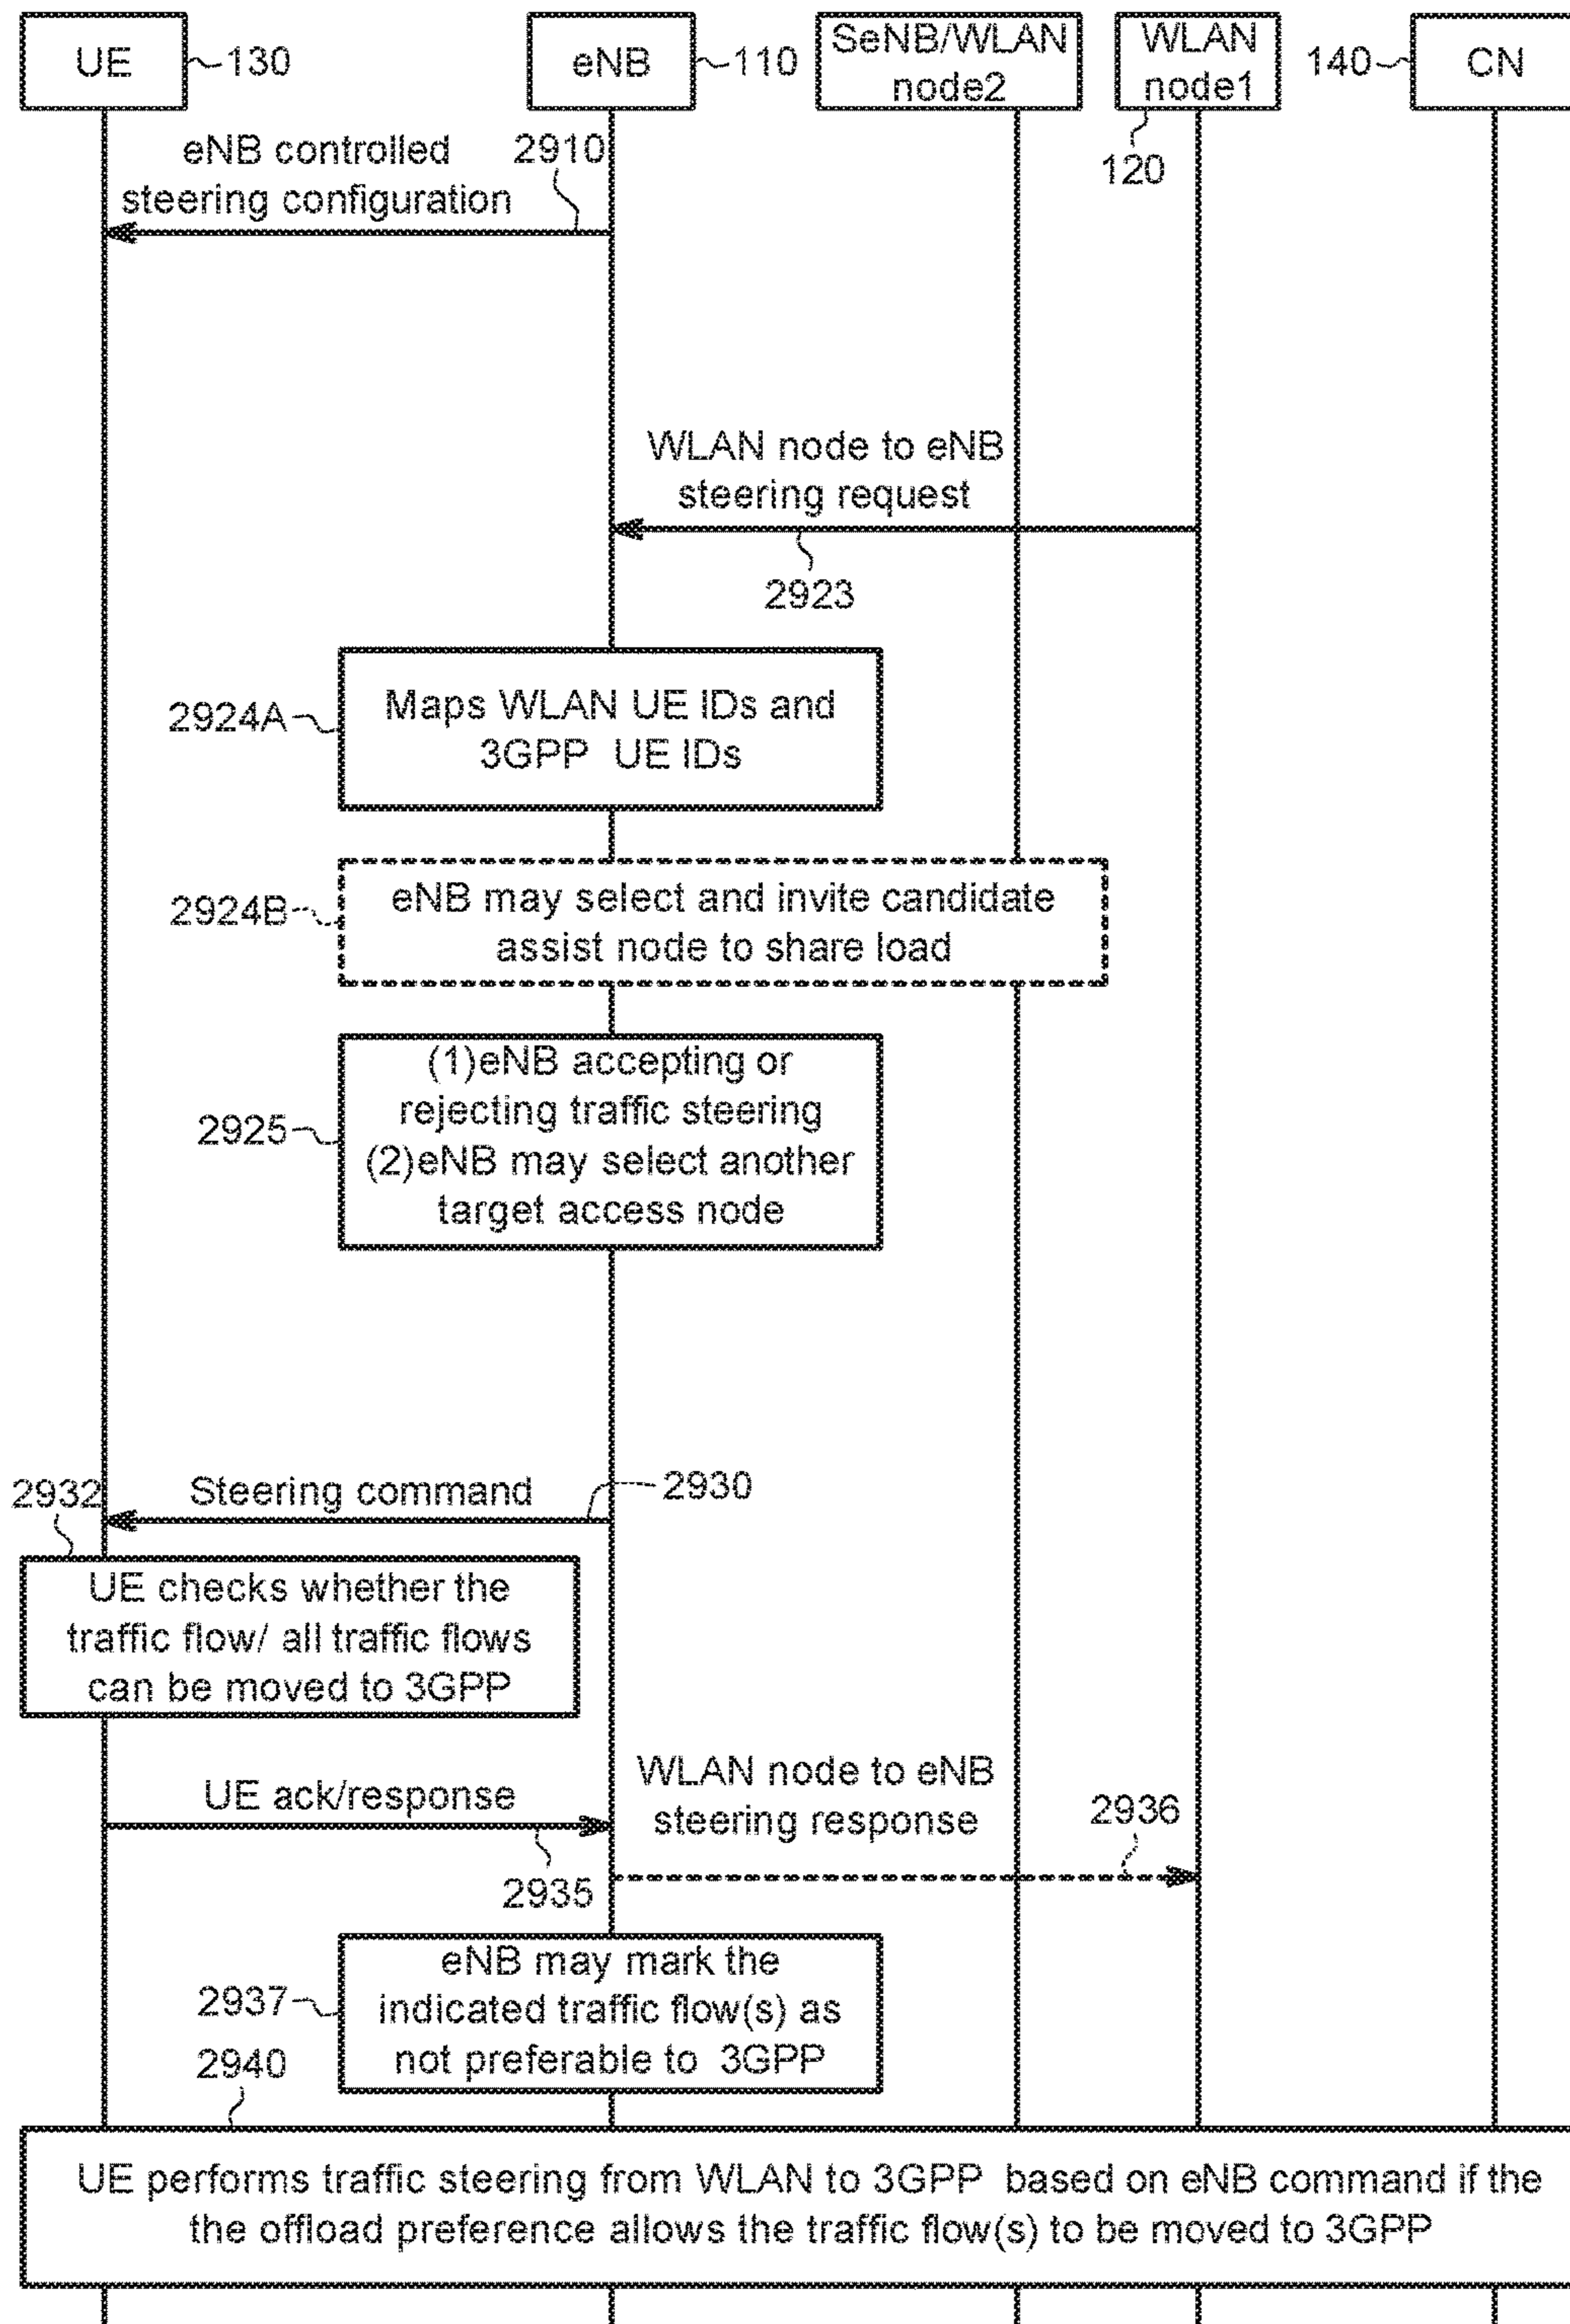 UE
130
eNB
110
SeNB/WLAN
node2
WLAN
node1
120
140
CN
eNB controlled
steering configuration
2910
WLAN node to eNB
steering request
2923
2924A
Maps WLAN UE IDs and
3GPP UE IDs
2924B
eNB may select and invite candidate
assist node to share load
2925
(1)eNB accepting or
rejecting traffic steering
(2)eNB may select another
target access node
2932
Steering command
2930
UE checks whether the
traffic flow/ all traffic flows
can be moved to 3GPP
UE ack/response
2935
WLAN node to eNB
steering response
2936
2937
eNB may mark the
indicated traffic flow(s) as
not preferable to 3GPP
2940
UE performs traffic steering from WLAN to 3GPP based on eNB command if the
the offload preference allows the traffic flow(s) to be moved to 3GPP